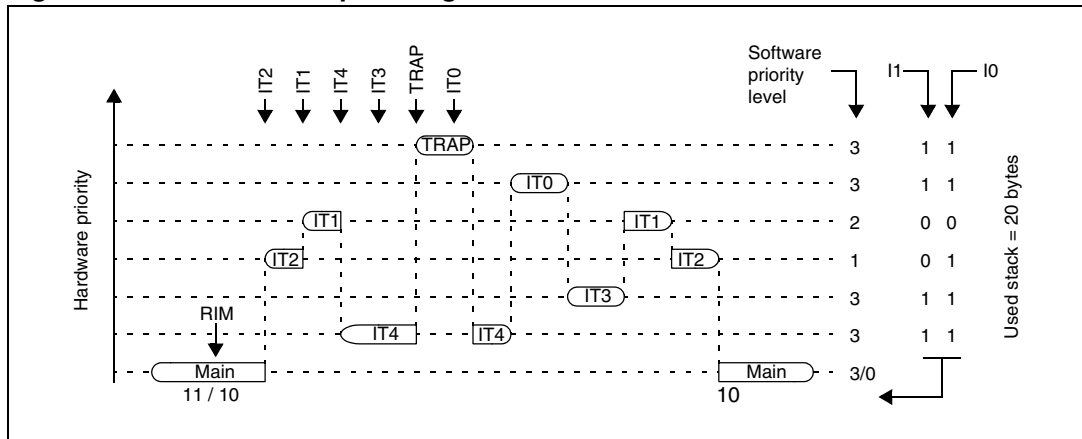 IT2
IT1
IT4
IT3
TRAP
IT0
Software
priority
level
I1
I0
TRAP
3
1 1
IT0
3
1 1
IT1
IT1
2
0 0
IT2
IT2
1
0 1
IT3
3
1 1
RIM
IT4
IT4
3
1 1
Main
Main
3/0
11 / 10
10
Hardware priority
Used stack = 20 bytes